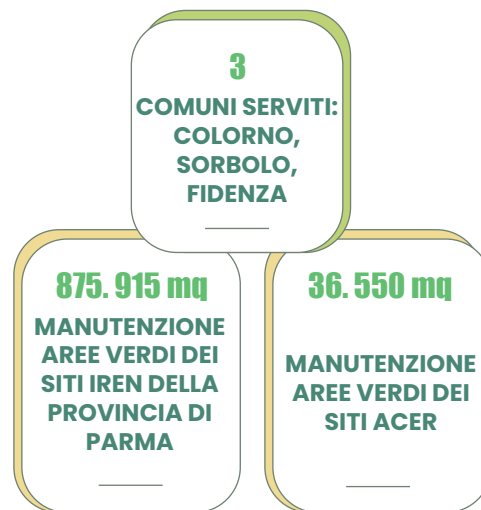 3
COMUNI SERVITI:
COLORNO,
SORBOLO,
FIDENZA
875. 915 mq
MANUTENZIONE
AREE VERDI DEI
SITI IREN DELLA
PROVINCIA DI
PARMA
36. 550 mq
MANUTENZIONE
AREE VERDI DEI
SITI ACER